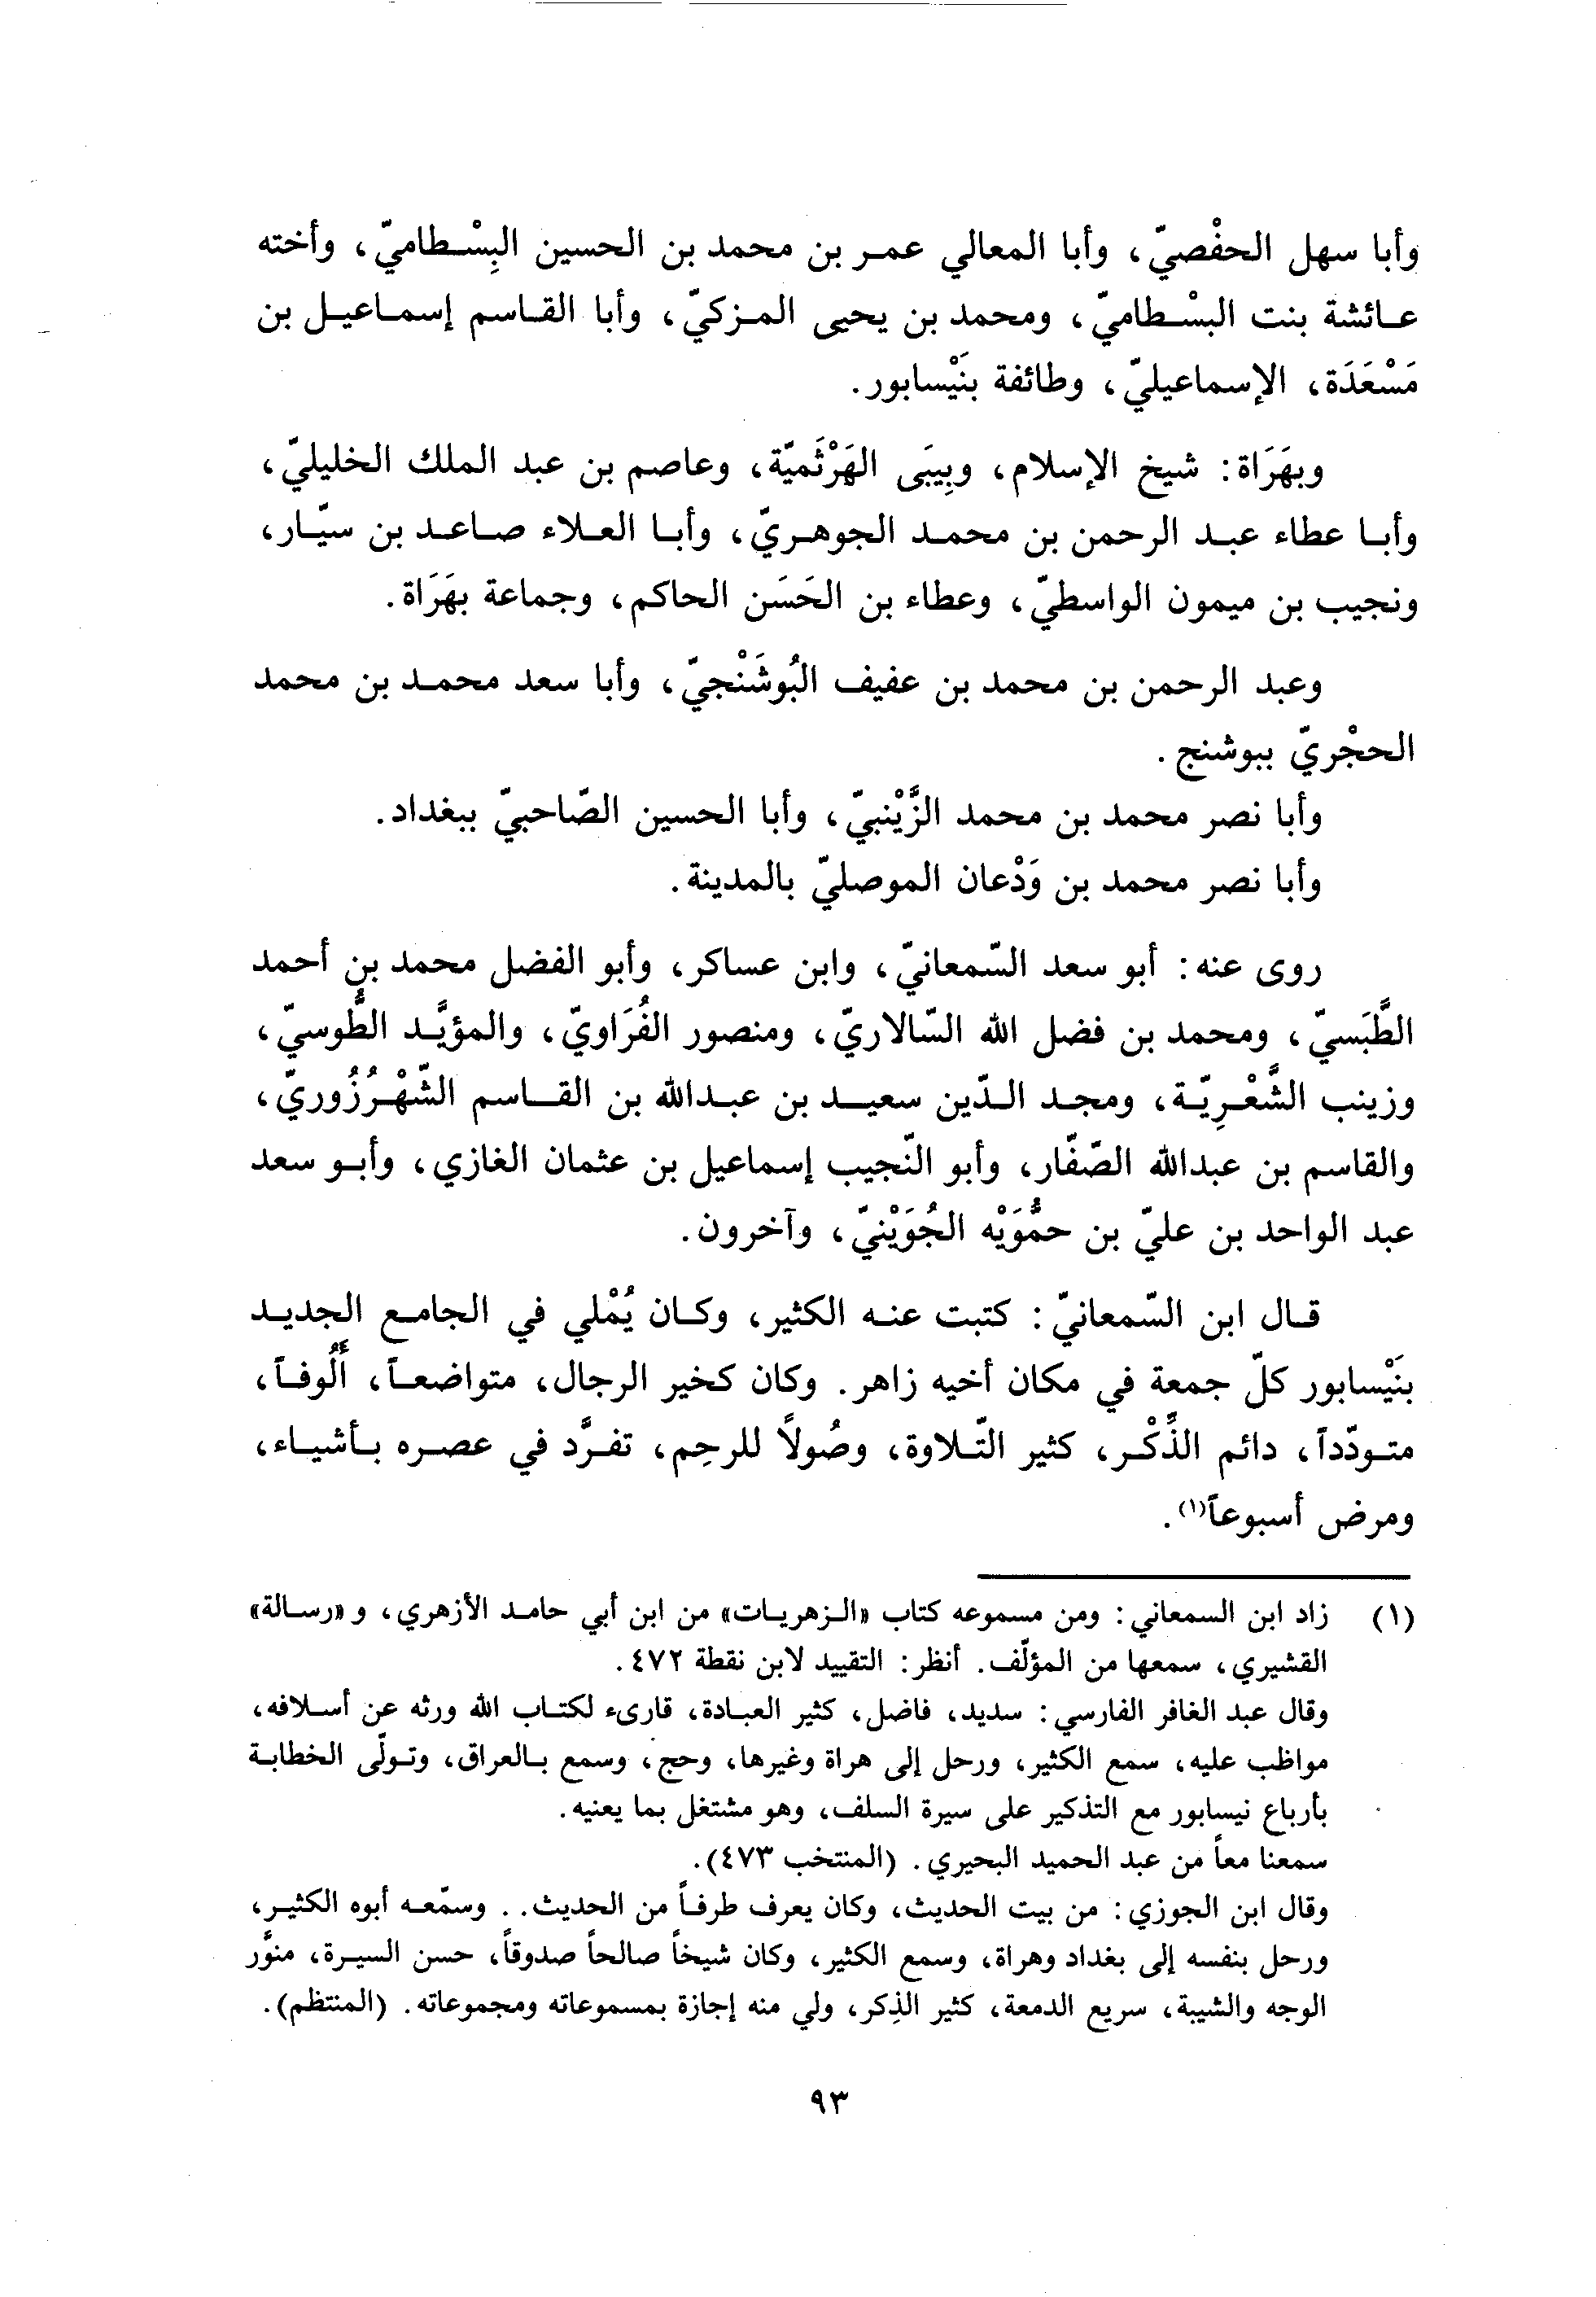 وأبا سهل الحفْصيّ، وأبا المعالي عمر بن محمد بن الحسين البِسْطاميّ، وأخته
عائشة بنت البسْطاميّ، ومحمد بن يحيى المزكيّ، وأبا القاسم إسماعيل بن
مَسْعَدَة، الإسماعيليّ، وطائفة بنَيْسابور.
وبهَرَاة: شيخ الإسلام، وبِيبَى الهَرْثَميّة، وعاصم بن عبد الملك الخليليّ،
وأبا عطاء عبد الرحمن بن محمد الجوهريّ، وأبا العلاء صاعد بن سيّار،
ونجيب بن ميمون الواسطيّ، وعطاء بن الحَسَن الحاكم، وجماعة بهَرَاة.
وعبد الرحمن بن محمد بن عفيف البُوشَنْجيّ، وأبا سعد محمد بن محمد
الحجْريّ ببوشنج.
وأبا نصر محمد بن محمد الزَّيْنبيّ، وأبا الحسين الصّاحبيّ ببغداد.
وأبا نصر محمد بن وَدْعان الموصليّ بالمدينة.
روى عنه: أبو سعد السّمعانيّ، وابن عساكر، وأبو الفضل محمد بن أحمد
الطَّبَسيّ، ومحمد بن فضل الله السّالاريّ، ومنصور الفُرَاويّ، والمؤيَّد الطُّوسيّ،
وزينب الشَّعْرِيّة، ومجد الدّين سعيد بن عبدالله بن القاسم الشّهْرُزُوريّ،
والقاسم بن عبدالله الصّفّار، وأبو النّجيب إسماعيل بن عثمان الغازي، وأبو سعد
عبد الواحد بن عليّ بن حمُّوَيْه الجُوَيْنيّ، وآخرون.
قال ابن السّمعانيّ: كتبت عنه الكثير، وكان يُمْلي في الجامع الجديد
بنَيْسابور كلّ جمعة في مكان أخيه زاهر. وكان كخير الرجال، متواضعاً، ألُوفاً،
متودّداً، دائم الذِّكْر، كثير التّلاوة، وصُولاً للرحِم، تفرَّد في عصره بأشياء،
ومرض أسبوعاً(١).
(١) زاد ابن السمعاني: ومن مسموعه كتاب «الزهريات» من ابن أبي حامد الأزهري، و«رسالة»
القشيري، سمعها من المؤلّف. أنظر: التقييد لابن نقطة ٤٧٢.
وقال عبد الغافر الفارسي: سديد، فاضل، كثير العبادة، قارىء لكتاب الله ورثه عن أسلافه،
مواظب عليه، سمع الكثير، ورحل إلى هراة وغيرها، وحج، وسمع بالعراق، وتولّى الخطابة
بأرباع نيسابور مع التذكير على سيرة السلف، وهو مشتغل بما يعنيه.
سمعنا معاً من عبد الحميد البحيري. (المنتخب ٤٧٣).
وقال ابن الجوزي: من بيت الحديث، وكان يعرف طرفاً من الحديث.. وسمّعه أبوه الكثير،
ورحل بنفسه إلى بغداد وهراة، وسمع الكثير، وكان شيخاً صالحاً صدوقاً، حسن السيرة، منوَّر
الوجه والشيبة، سريع الدمعة، كثير الذِكر، ولي منه إجازة بمسموعاته ومجموعاته. (المنتظم).
٩٣